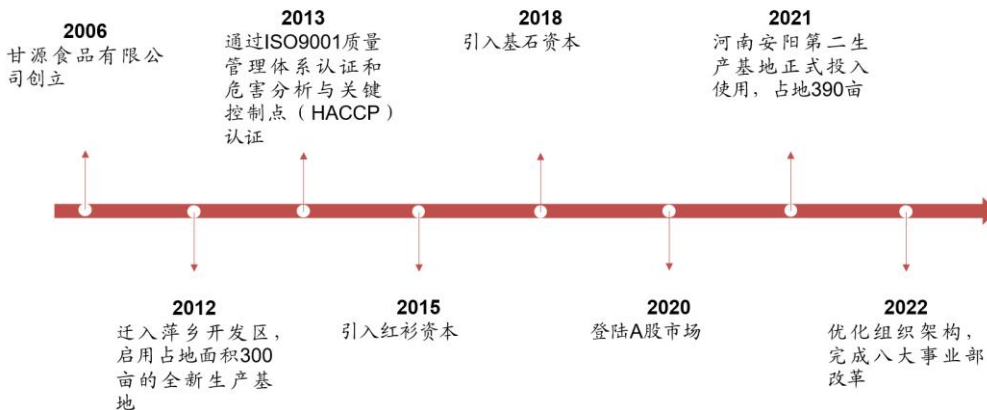 2006
甘源食品有限公
司创立
2013
通过ISO9001质量
管理体系认证和
危害分析与关键
控制点（HACCP）
认证
2018
引入基石资本
2021
河南安阳第二生
产基地正式投入
使用，占地390亩
2012
迁入萍乡开发区，
启用占地面积300
亩的全新生产基
地
2015
引入红衫资本
2020
登陆A股市场
2022
优化组织架构，
完成八大事业部
改革